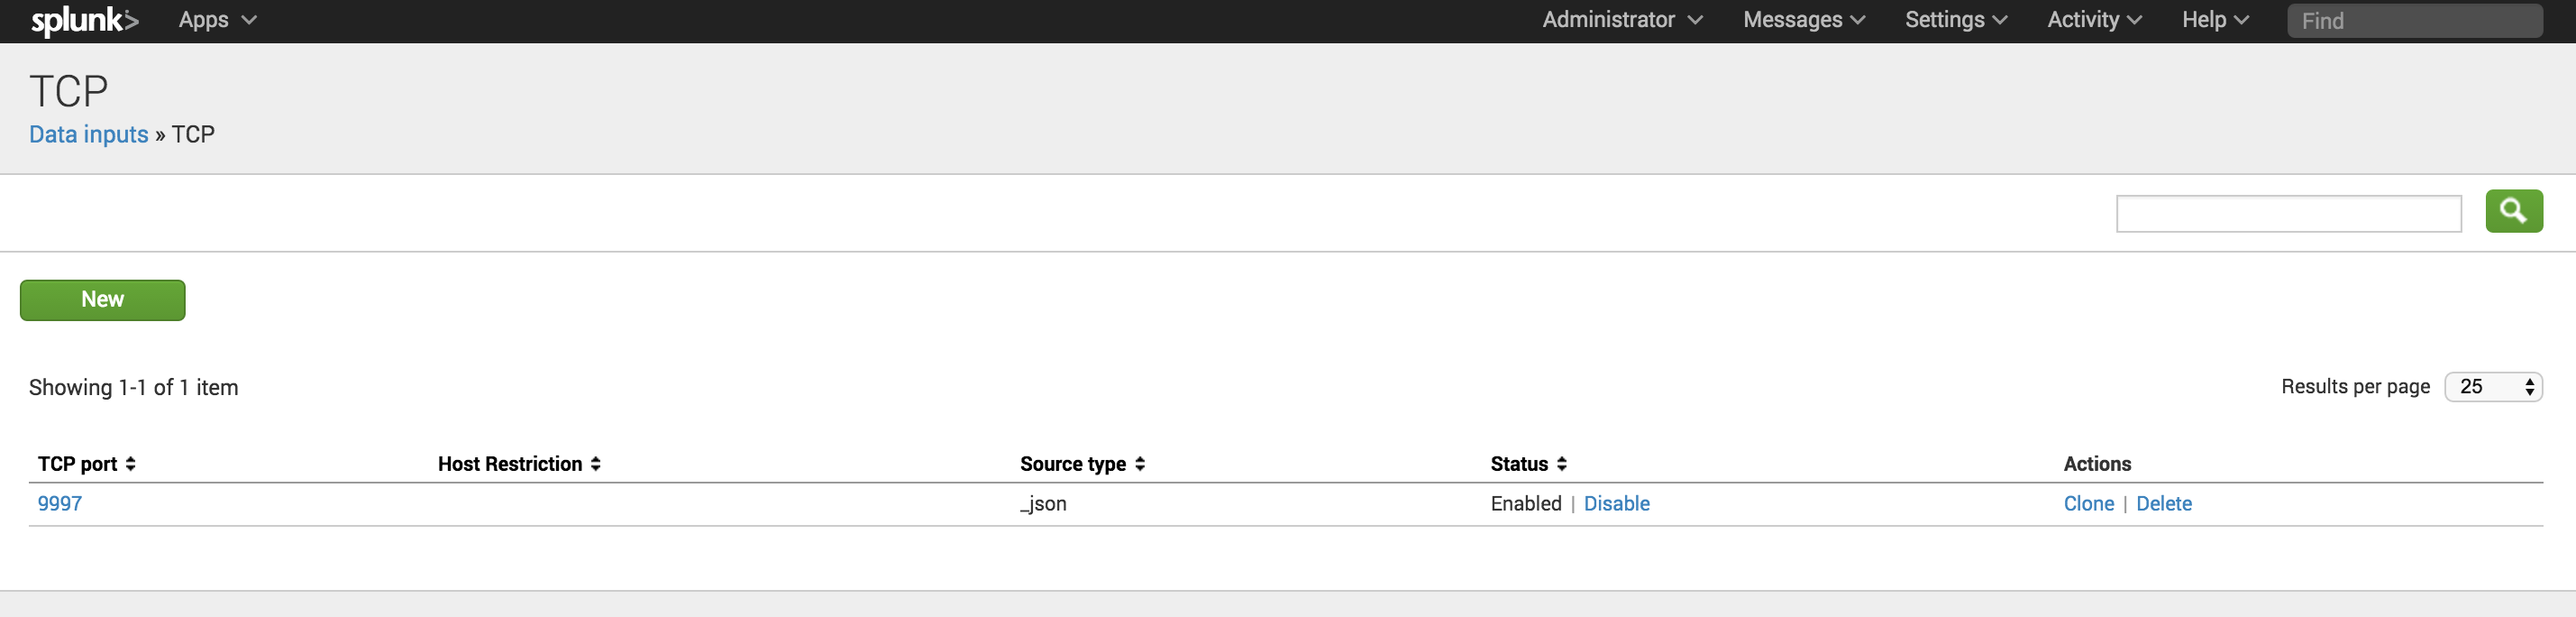 splunk> Apps Administrator Messages Settings Activity Help Find
TCP
Data inputs » TCP
New
Showing 1-1 of 1 item Results per page 25
TCP port Host Restriction Source type Status Actions
9997 _json Enabled | Disable Clone | Delete